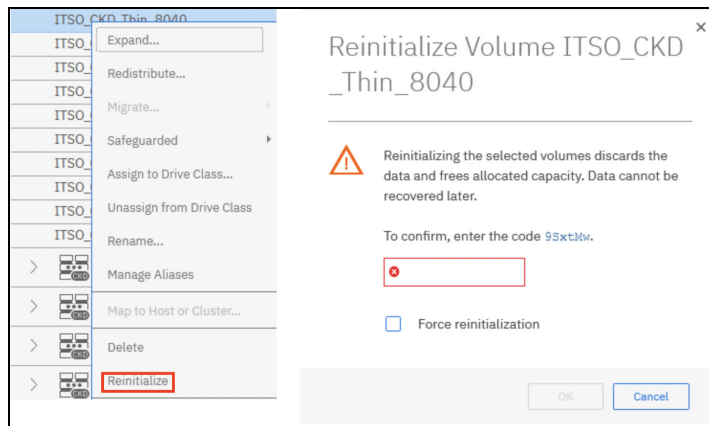 ITSO_CKD_Thin_8040
ITSO_
ITSO_
ITSO_
ITSO_
ITSO_
ITSO_
ITSO_
ITSO_
ITSO_
CKD
CKD
CKD
CKD
Expand...
Redistribute...
Migrate...
Safeguarded
Assign to Drive Class...
Unassign from Drive Class
Rename...
Manage Aliases
Map to Host or Cluster...
Delete
Reinitialize
Reinitialize Volume ITSO_CKD
_Thin_8040
Reinitializing the selected volumes discards the
data and frees allocated capacity. Data cannot be
recovered later.
To confirm, enter the code 9SxtMw.
Force reinitialization
OK
Cancel